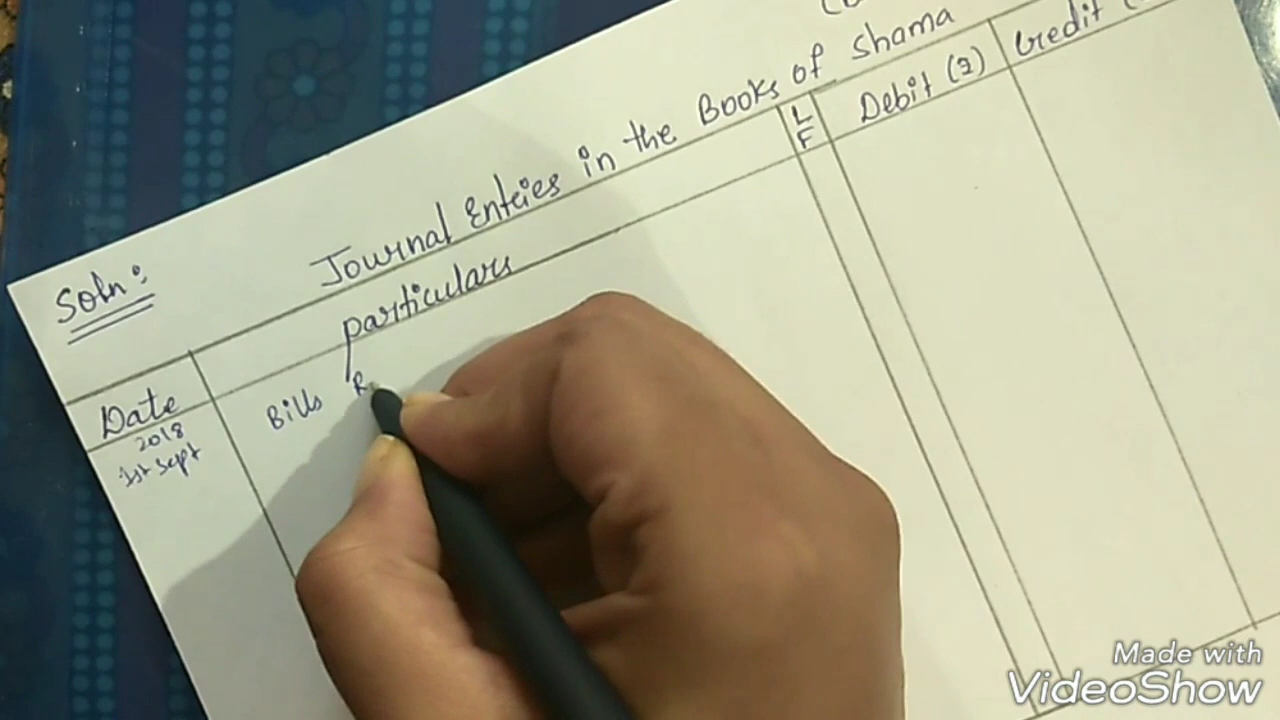 Journal Entries in the Books of Shama
Soln:
Date
particulars
L
F
Debit (₹)
Credit (
2018
1st Sept
Bills R
Made with
VideoShow